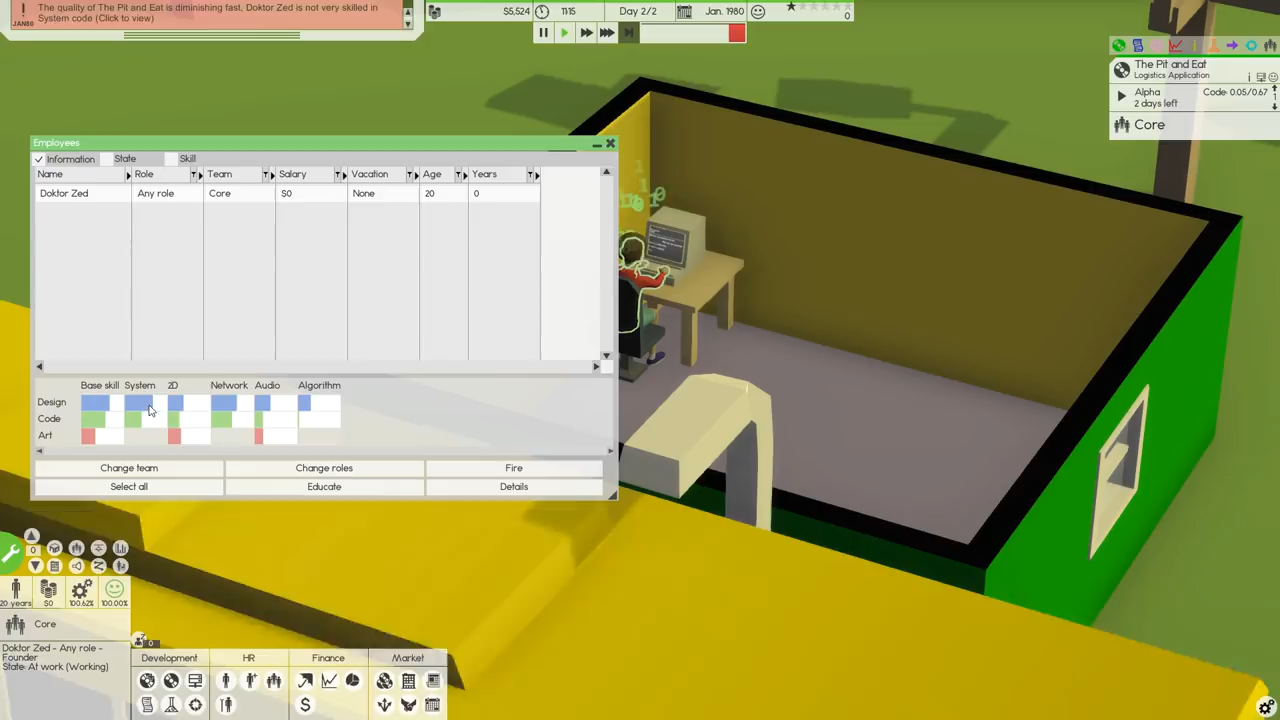 The quality of The Pit and Eat is diminishing fast, Doktor Zed is not very skilled in
System code (Click to view)
JAN80
$5,524
11:15
Day 2/2
Jan. 1980
0
The Pit and Eat
Logistics Application
Alpha
Code: 0.05/0.67
2 days left
1
Core
Employees
Information
State
Skill
Name
Role
Team
Salary
Vacation
Age
Years
Doktor Zed
Any role
Core
$0
None
20
0
Base skill
System
2D
Network
Audio
Algorithm
Design
Code
Art
Change team
Change roles
Fire
Select all
Educate
Details
0
20 years
$0
100.62%
100.00%
Core
Doktor Zed - Any role -
Founder
State: At work (Working)
0
Development
HR
Finance
Market